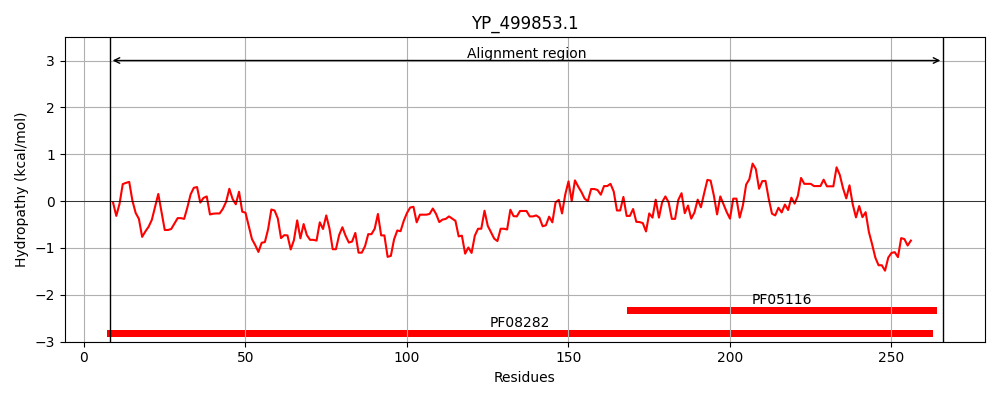 YP_499853.1
Alignment region
3
2
1
0
−1
−2
−3
Hydropathy (kcal/mol)
PF05116
PF08282
0 50 100 150 200 250
Residues